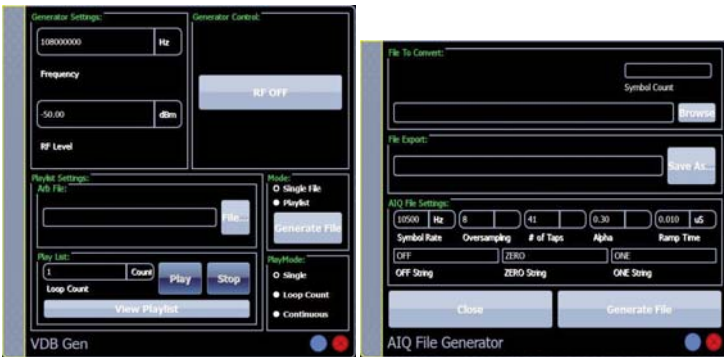 Generator Settings:
108000000 Hz
Frequency
-50.00 dBm
RF Level
Generator Control:
RF OFF
Playlist Settings:
Arb File:
File...
Mode:
Single File
Playlist
Generate File
Play List:
1 Count
Loop Count
Play
Stop
View Playlist
PlayMode:
Single
Loop Count
Continuous
VDB Gen
File To Convert:
Symbol Count
Browse
File Export:
Save As...
AIQ File Settings:
10500 Hz 8 41 0.30 0.010 uS
Symbol Rate Oversampling # of Taps Alpha Ramp Time
OFF ZERO ONE
OFF String ZERO String ONE String
Close Generate File
AIQ File Generator